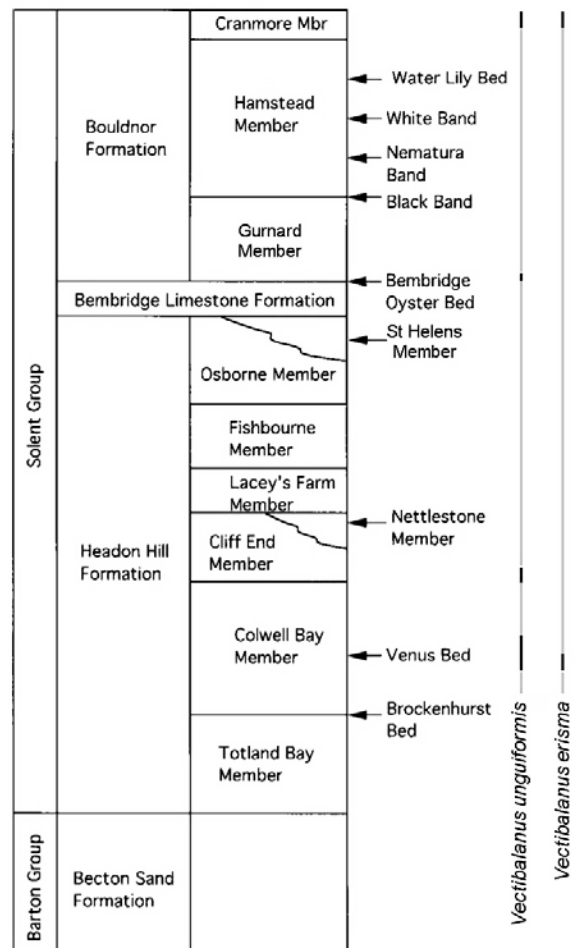 Cranmore Mbr
Water Lily Bed
Hamstead
Member
White Band
Bouldnor
Formation
Nematura
Band
Black Band
Gurnard
Member
Bembridge
Oyster Bed
Bembridge Limestone Formation
St Helens
Member
Osborne Member
Solent Group
Fishbourne
Member
Lacey's Farm
Member
Nettlestone
Member
Cliff End
Member
Headon Hill
Formation
Colwell Bay
Member
Venus Bed
Brockenhurst
Bed
Totland Bay
Member
Vectibalanus unguiformis
Vectibalanus erisma
Barton Group
Becton Sand
Formation